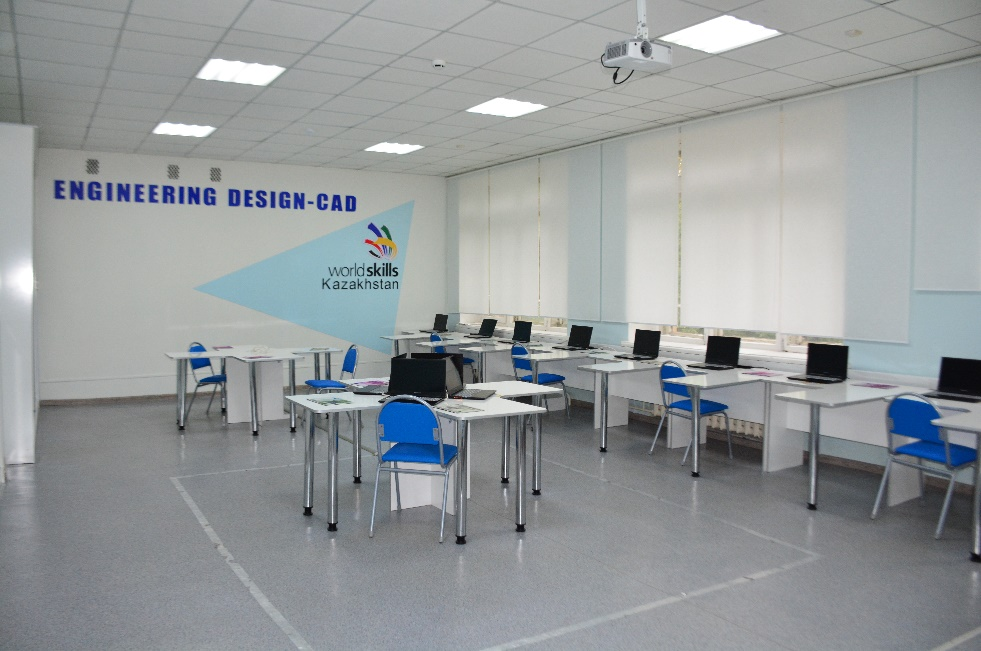 ENGINEERING DESIGN-CAD
worldskills
Kazakhstan